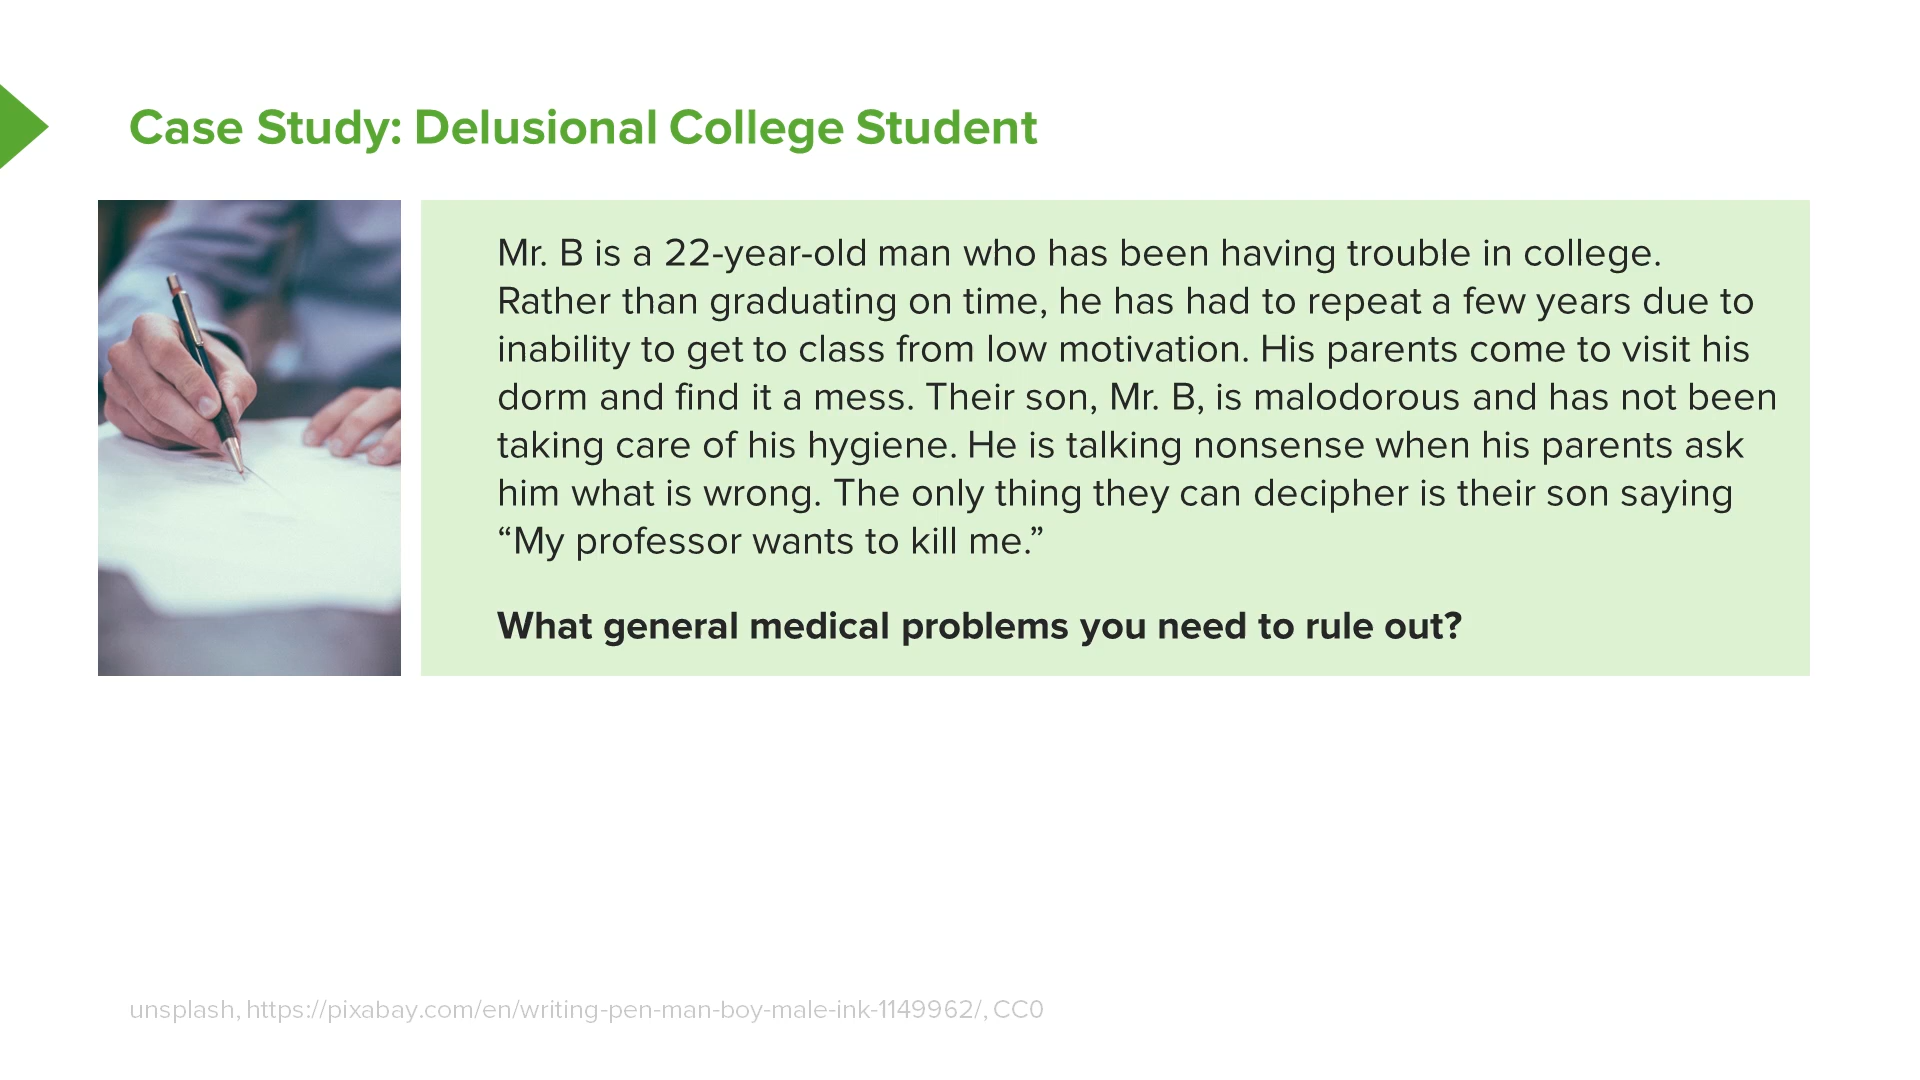 Case Study: Delusional College Student
Mr. B is a 22-year-old man who has been having trouble in college.
Rather than graduating on time, he has had to repeat a few years due to
inability to get to class from low motivation. His parents come to visit his
dorm and find it a mess. Their son, Mr. B, is malodorous and has not been
taking care of his hygiene. He is talking nonsense when his parents ask
him what is wrong. The only thing they can decipher is their son saying
“My professor wants to kill me.”
What general medical problems you need to rule out?
unsplash, https://pixabay.com/en/writing-pen-man-boy-male-ink-1149962/, CC0